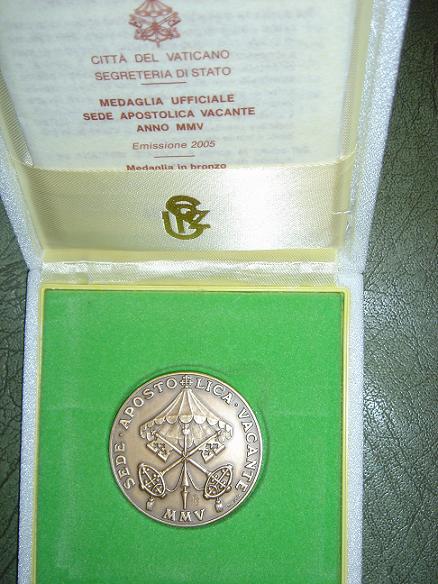 CITTÀ DEL VATICANO
SEGRETERIA DI STATO
MEDAGLIA UFFICIALE
SEDE APOSTOLICA VACANTE
ANNO MMV
Emissione 2005
Medaglia in bronzo
SEDE · APOSTOLICA · VACANTE
MMV